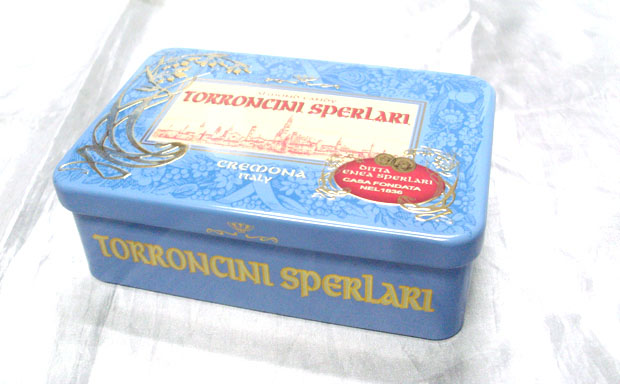 TORRONCINI SPERLARI
CREMONA
ITALY
DITTA
ENEA SPERLARI
CASA FONDATA
NEL 1836
TORRONCINI SPERLARI